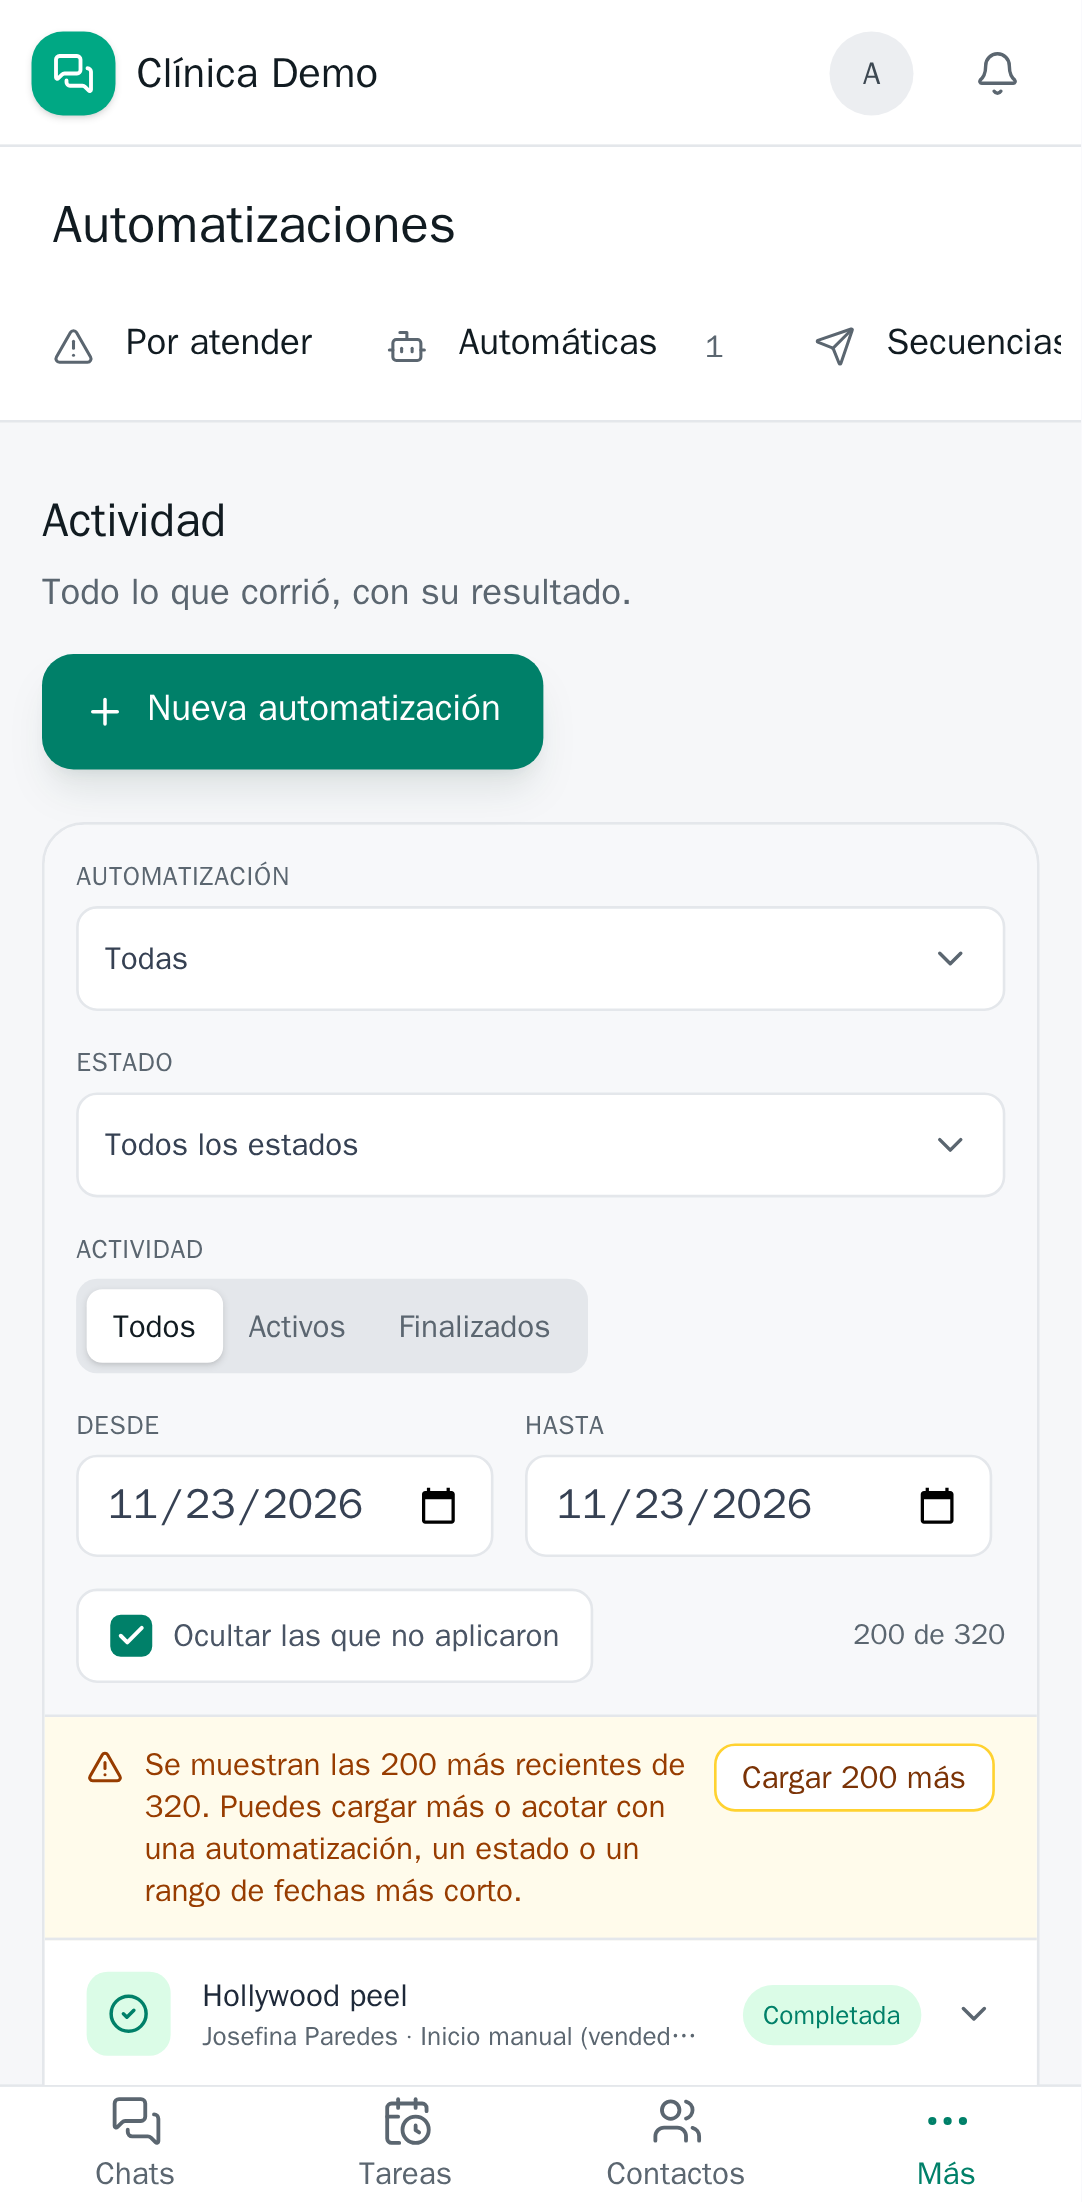 Clínica Demo
A
Automatizaciones
Por atender
Automáticas 1
Secuencias
Actividad
Todo lo que corrió, con su resultado.
Nueva automatización
AUTOMATIZACIÓN
Todas
ESTADO
Todos los estados
ACTIVIDAD
Todos Activos Finalizados
DESDE
HASTA
11/23/2026
11/23/2026
Ocultar las que no aplicaron
200 de 320
Se muestran las 200 más recientes de
320. Puedes cargar más o acotar con
una automatización, un estado o un
rango de fechas más corto.
Cargar 200 más
Hollywood peel
Josefina Paredes · Inicio manual (vended···
Completada
Chats
Tareas
Contactos
Más